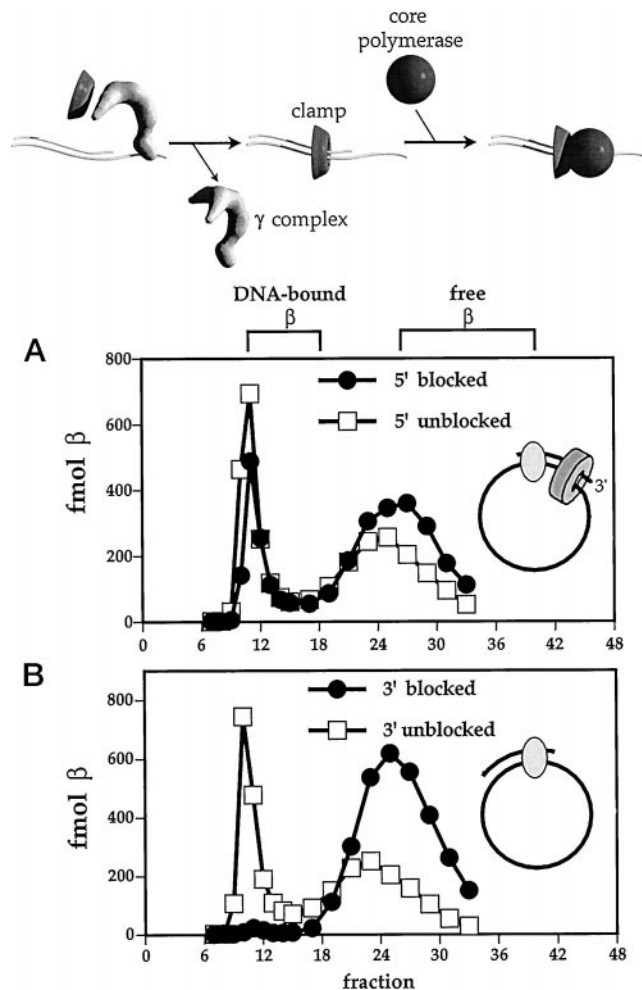 core
polymerase
clamp
γ complex
DNA-bound
β
free
β
A
800
600
400
200
0
fmol β
5' blocked
5' unblocked
3'
0 6 12 18 24 30 36 42 48
B
800
600
400
200
0
fmol β
3' blocked
3' unblocked
0 6 12 18 24 30 36 42 48
fraction